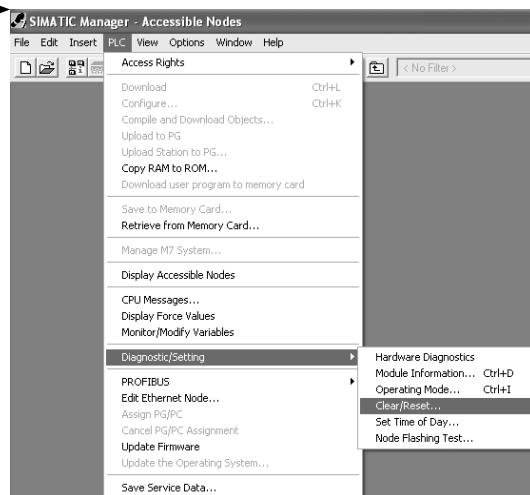 SIMATIC Manager - Accessible Nodes
File Edit Insert PLC View Options Window Help
< No Filter >
Access Rights
Download Ctrl+L
Configure... Ctrl+K
Compile and Download Objects...
Upload to PG
Upload Station to PG...
Copy RAM to ROM...
Download user program to memory card
Save to Memory Card...
Retrieve from Memory Card...
Manage M7 System...
Display Accessible Nodes
CPU Messages...
Display Force Values
Monitor/Modify Variables
Diagnostic/Setting
Hardware Diagnostics
Module Information... Ctrl+D
Operating Mode... Ctrl+I
Clear/Reset...
Set Time of Day...
Node Flashing Test...
PROFIBUS
Edit Ethernet Node...
Assign PG/PC
Cancel PG/PC Assignment
Update Firmware
Update the Operating System...
Save Service Data...